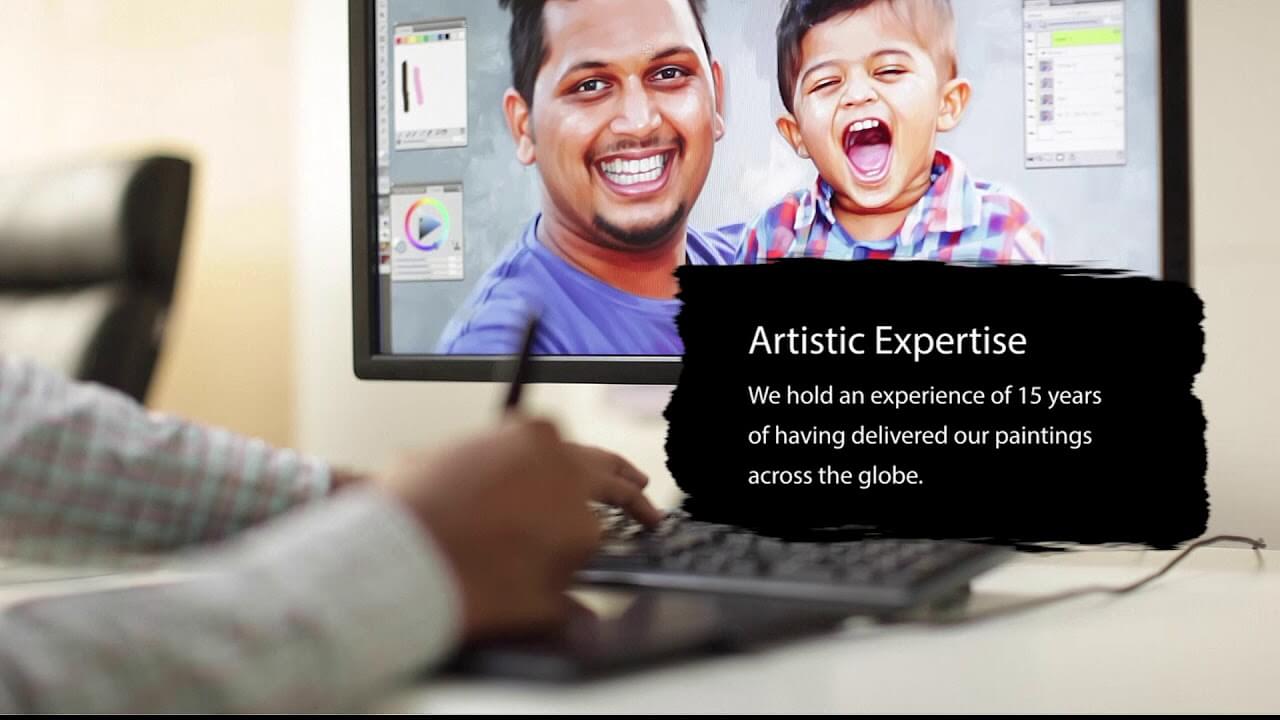 Artistic Expertise
We hold an experience of 15 years
of having delivered our paintings
across the globe.